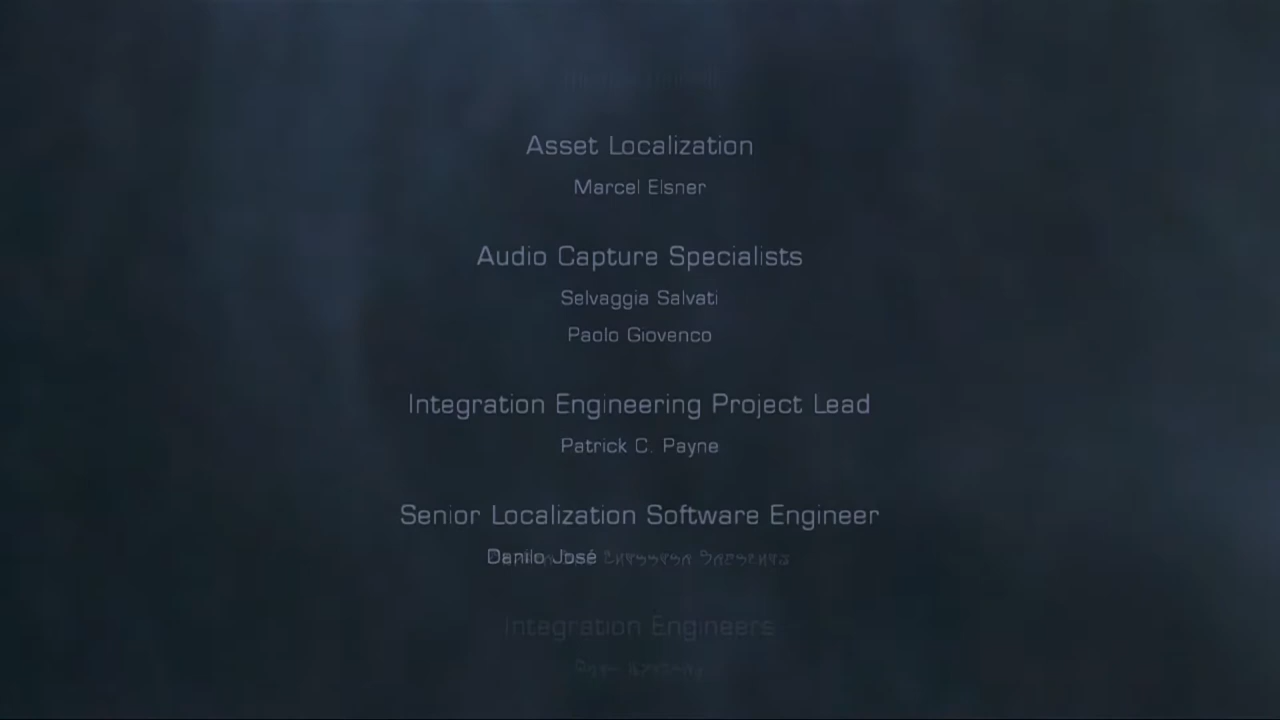 Asset Localization
Marcel Elsner
Audio Capture Specialists
Selvaggia Salvati
Paolo Giovenco
Integration Engineering Project Lead
Patrick C. Payne
Senior Localization Software Engineer
Danilo José
Integration Engineers